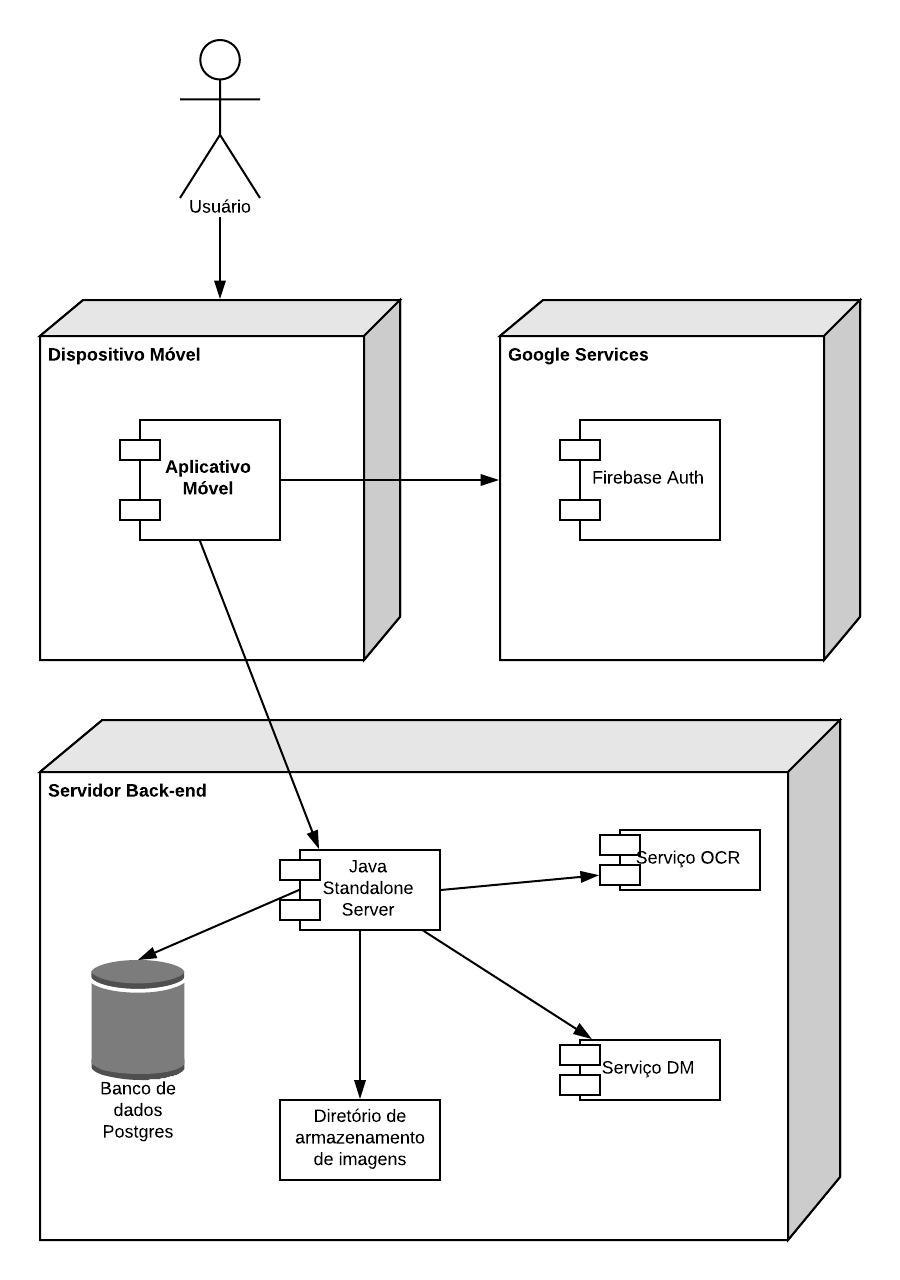 Usuário
Dispositivo Móvel
Google Services
Aplicativo
Móvel
Firebase Auth
Servidor Back-end
Java
Standalone
Server
Serviço OCR
Serviço DM
Banco de
dados
Postgres
Diretório de
armazenamento
de imagens